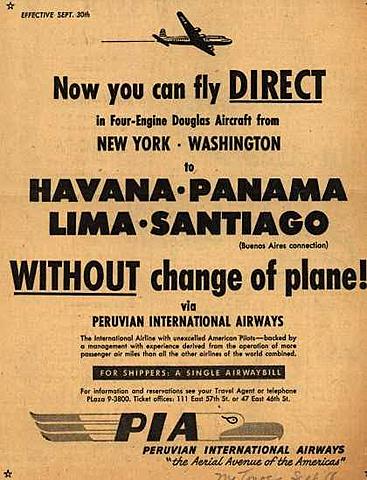 EFFECTIVE SEPT. 30th
Now you can fly DIRECT
in Four-Engine Douglas Aircraft from
NEW YORK · WASHINGTON
to
HAVANA · PANAMA
LIMA · SANTIAGO
(Buenos Aires connection)
WITHOUT change of plane!
via
PERUVIAN INTERNATIONAL AIRWAYS
The International Airline with unexcelled American Pilots—backed by
a management with experience derived from the operation of more
passenger air miles than all the other airlines of the world combined.
FOR SHIPPERS: A SINGLE AIRWAYBILL
For information and reservations see your Travel Agent or telephone
PLaza 9-3800. Ticket offices: 111 East 57th St. or 47 East 46th St.
PIA
PERUVIAN INTERNATIONAL AIRWAYS
"the Aerial Avenue of the Americas"